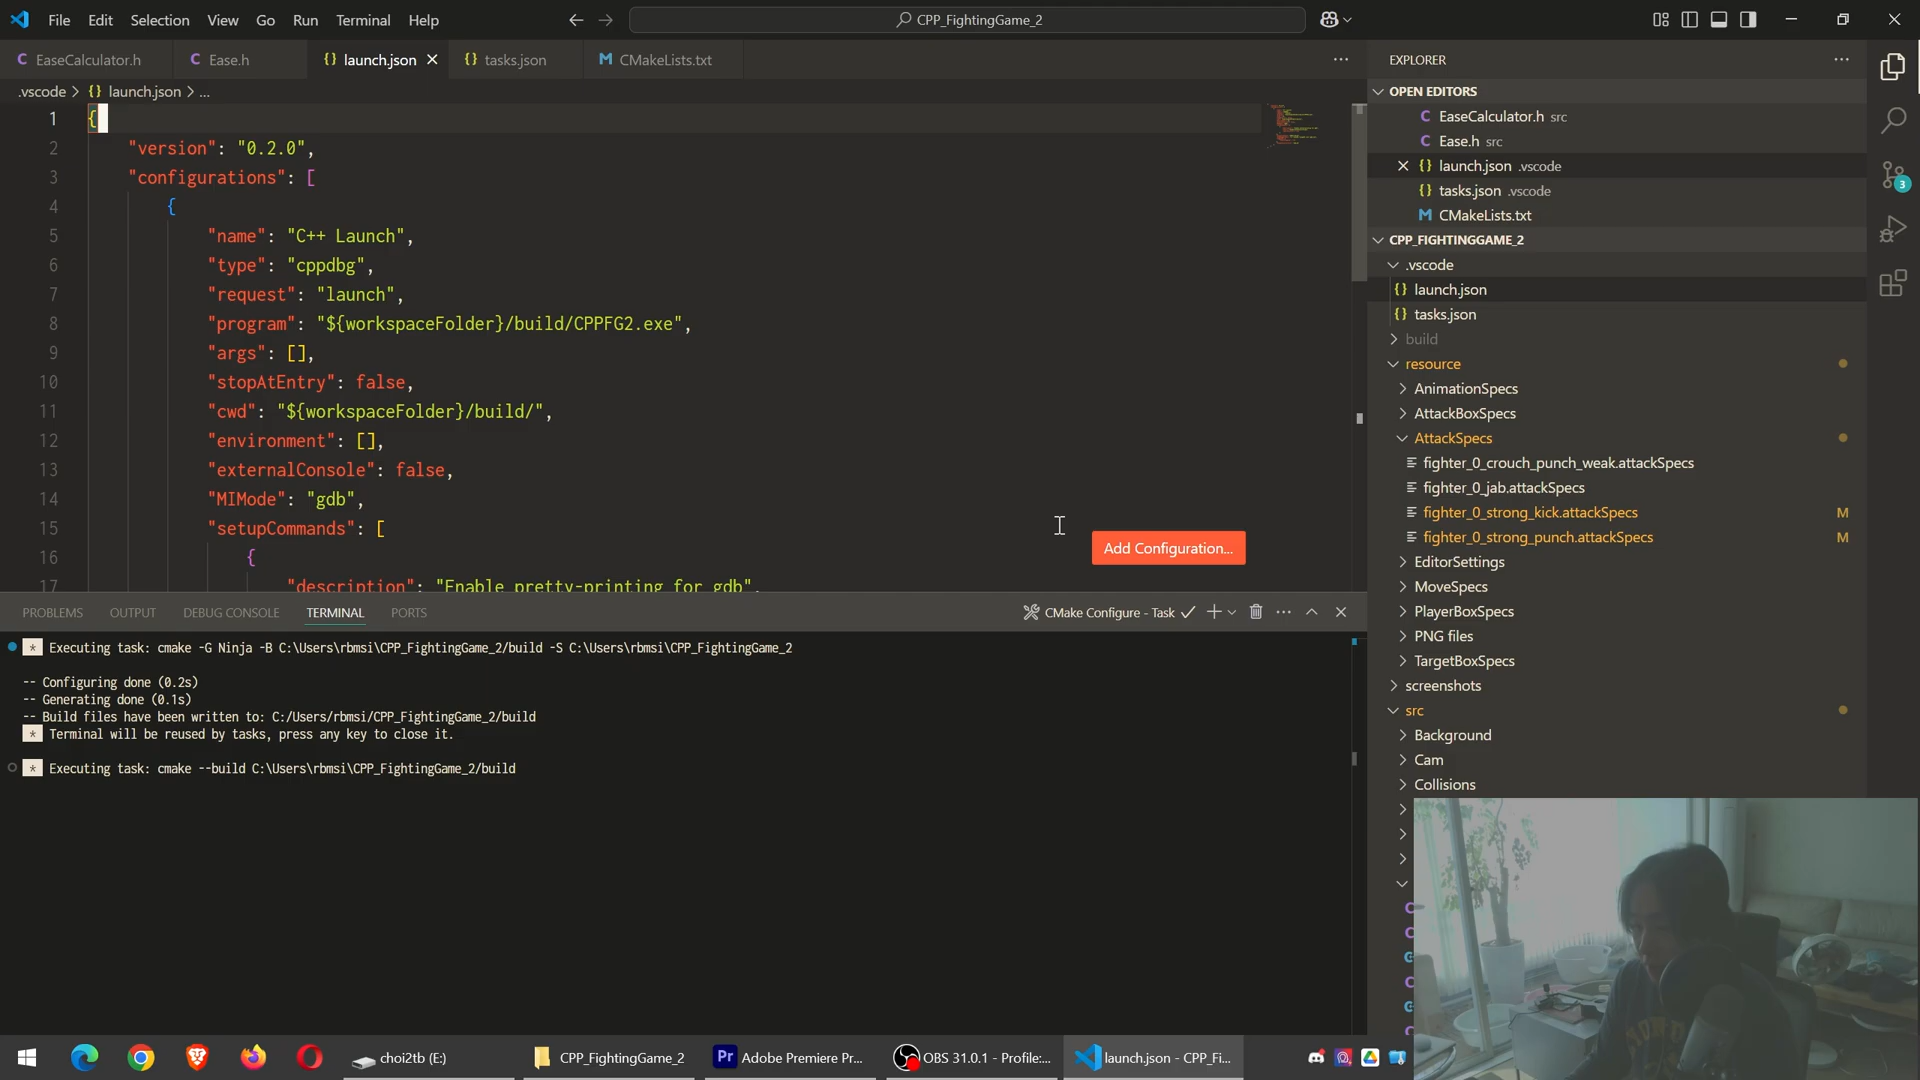 File Edit Selection View Go Run Terminal Help
CPP_FightingGame_2
EaseCalculator.h
Ease.h
launch.json
tasks.json
CMakeLists.txt
.vscode > {} launch.json > ...
1 {
2 "version": "0.2.0",
3 "configurations": [
4 {
5 "name": "C++ Launch",
6 "type": "cppdbg",
7 "request": "launch",
8 "program": "${workspaceFolder}/build/CPPFG2.exe",
9 "args": [],
10 "stopAtEntry": false,
11 "cwd": "${workspaceFolder}/build/",
12 "environment": [],
13 "externalConsole": false,
14 "MIMode": "gdb",
15 "setupCommands": [
16 {
17 "description": "Enable pretty-printing for gdb",
Add Configuration...
PROBLEMS OUTPUT DEBUG CONSOLE TERMINAL PORTS
CMake Configure - Task
* Executing task: cmake -G Ninja -B C:\Users\rbmsi\CPP_FightingGame_2/build -S C:\Users\rbmsi\CPP_FightingGame_2
-- Configuring done (0.2s)
-- Generating done (0.1s)
-- Build files have been written to: C:/Users/rbmsi/CPP_FightingGame_2/build
* Terminal will be reused by tasks, press any key to close it.
* Executing task: cmake --build C:\Users\rbmsi\CPP_FightingGame_2/build
EXPLORER
OPEN EDITORS
EaseCalculator.h src
Ease.h src
launch.json .vscode
tasks.json .vscode
CMakeLists.txt
CPP_FIGHTINGGAME_2
.vscode
launch.json
tasks.json
build
resource
AnimationSpecs
AttackBoxSpecs
AttackSpecs
fighter_0_crouch_punch_weak.attackSpecs
fighter_0_jab.attackSpecs
fighter_0_strong_kick.attackSpecs M
fighter_0_strong_punch.attackSpecs M
EditorSettings
MoveSpecs
PlayerBoxSpecs
PNG files
TargetBoxSpecs
screenshots
src
Background
Cam
Collisions
3
choi2tb (E:)
CPP_FightingGame_2
Adobe Premiere Pr...
OBS 31.0.1 - Profile:...
launch.json - CPP_Fi...